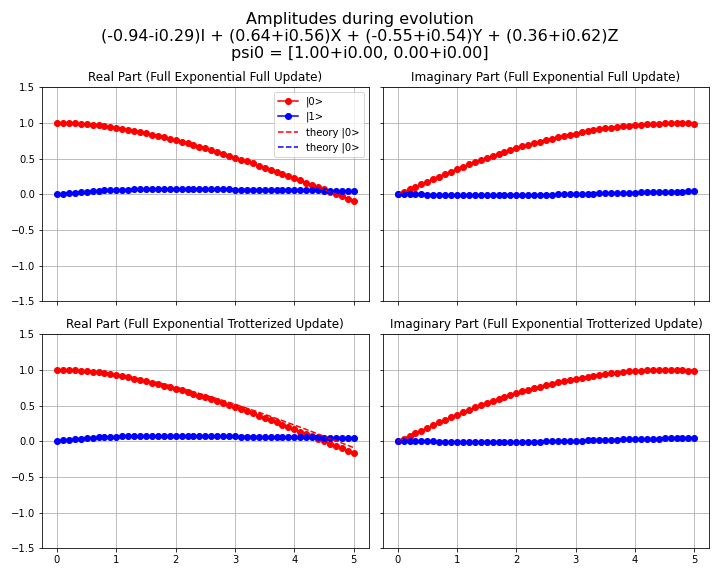 Amplitudes during evolution
(-0.94-i0.29)I + (0.64+i0.56)X + (-0.55+i0.54)Y + (0.36+i0.62)Z
psi0 = [1.00+i0.00, 0.00+i0.00]
Real Part (Full Exponential Full Update)
Imaginary Part (Full Exponential Full Update)
1.5
1.0
0.5
0.0
−0.5
−1.0
−1.5
|0>
|1>
theory |0>
theory |0>
Real Part (Full Exponential Trotterized Update)
Imaginary Part (Full Exponential Trotterized Update)
1.5
1.0
0.5
0.0
−0.5
−1.0
−1.5
0 1 2 3 4 5
0 1 2 3 4 5